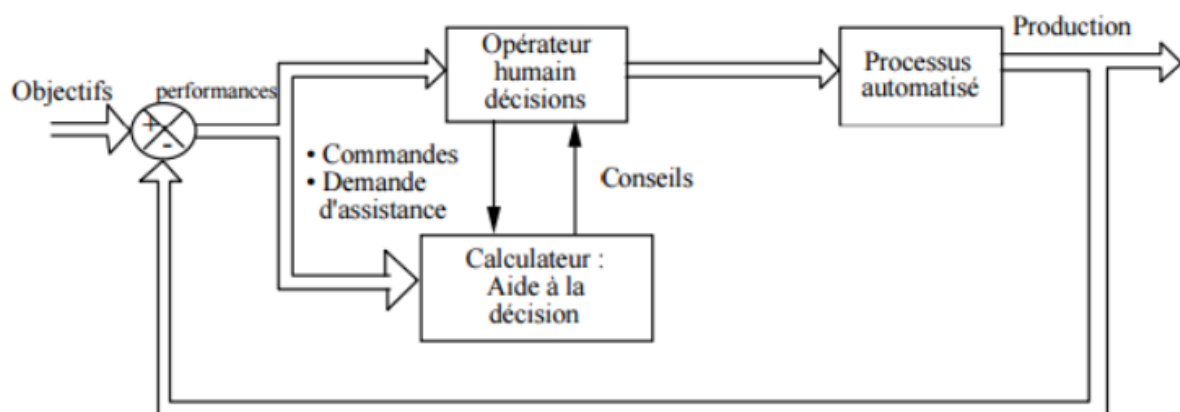 Objectifs
performances
+
-
Opérateur
humain
décisions
Processus
automatisé
Production
• Commandes
• Demande
d'assistance
Conseils
Calculateur :
Aide à la
décision